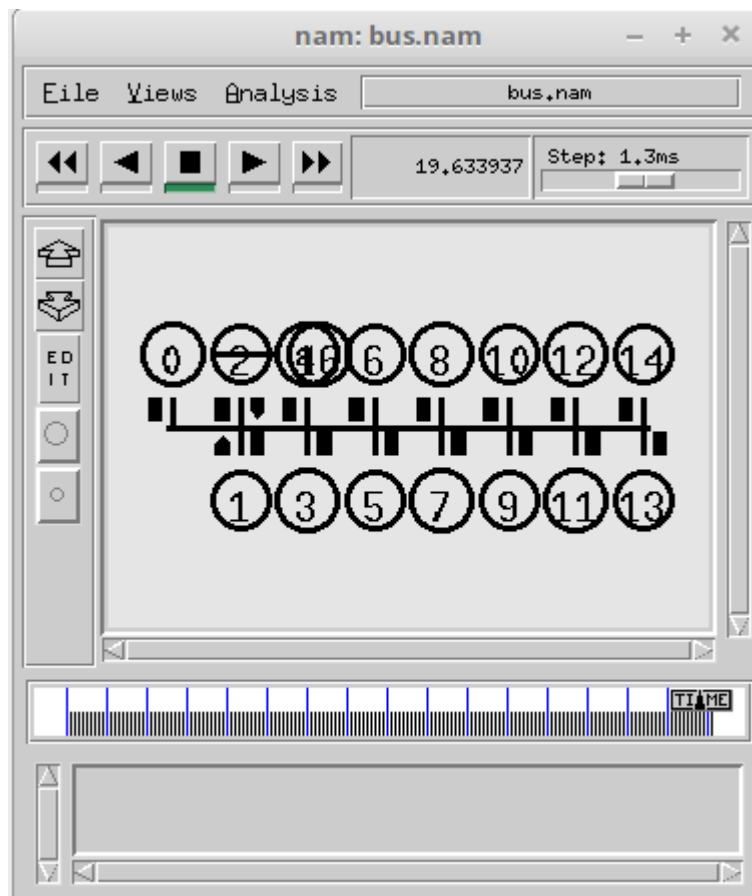 nam: bus.nam
Eile Views Analysis bus.nam
19.633937 Step: 1.3ms
ED
IT
0 2 6 8 10 12 14
1 3 5 7 9 11 13
TIME